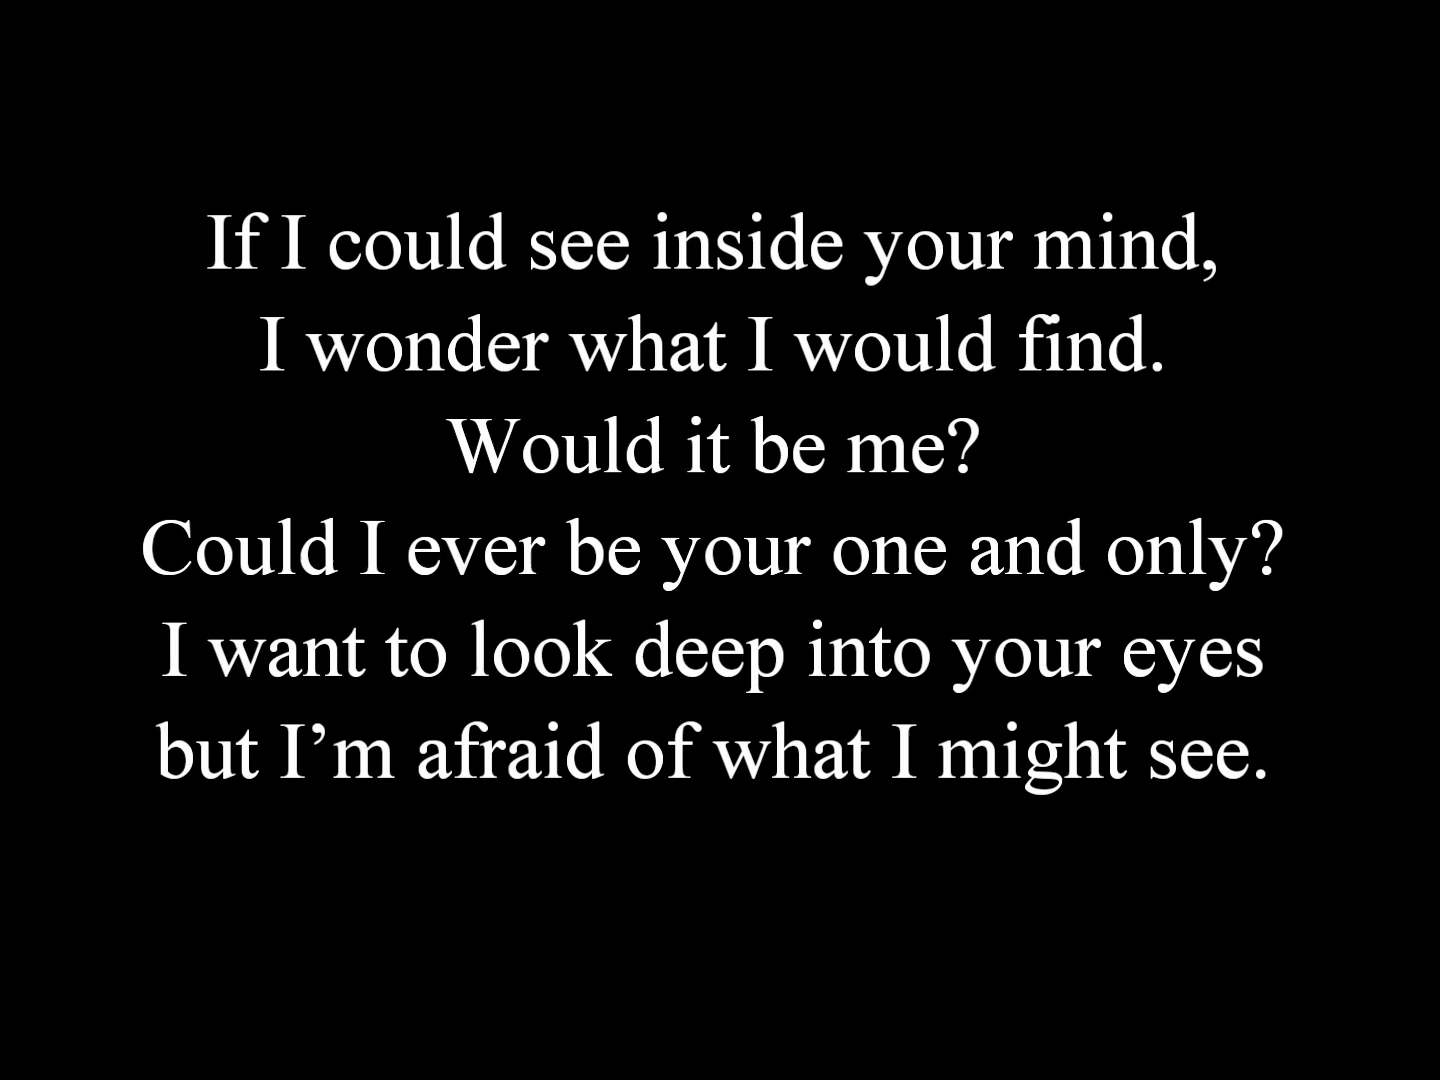 If I could see inside your mind,
I wonder what I would find.
Would it be me?
Could I ever be your one and only?
I want to look deep into your eyes
but I’m afraid of what I might see.